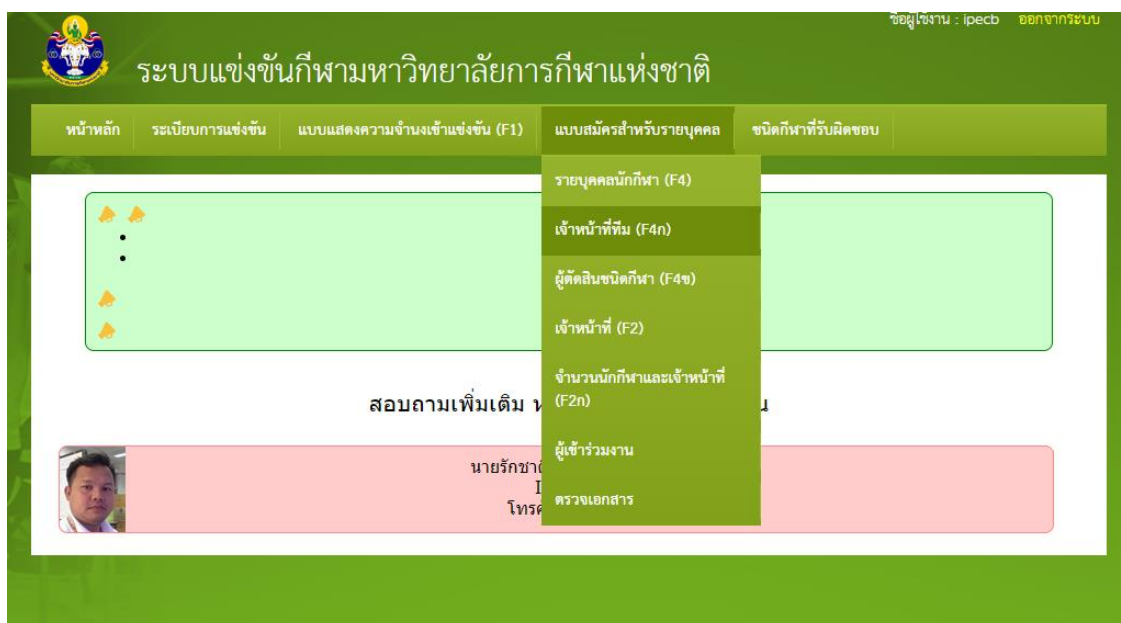 ชื่อผู้ใช้งาน : ipecb ออกจากระบบ
ระบบแข่งขันกีฬามหาวิทยาลัยการกีฬาแห่งชาติ
หน้าหลัก ระเบียบการแข่งขัน แบบแสดงความจำนงเข้าแข่งขัน (F1) แบบสมัครสำหรับรายบุคคล ชนิดกีฬาที่รับผิดชอบ
รายบุคคลนักกีฬา (F4)
เจ้าหน้าที่ทีม (F4ก)
ผู้ตัดสินชนิดกีฬา (F4ข)
เจ้าหน้าที่ (F2)
จำนวนนักกีฬาและเจ้าหน้าที่
(F2ก)
ผู้เข้าร่วมงาน
ตรวจเอกสาร
สอบถามเพิ่มเติม
นายรักชา